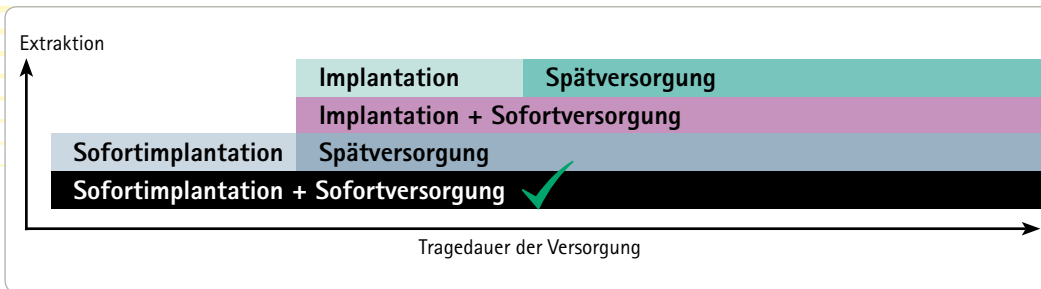 Extraktion
Implantation Spätversorgung
Implantation + Sofortversorgung
Sofortimplantation Spätversorgung
Sofortimplantation + Sofortversorgung
Tragedauer der Versorgung